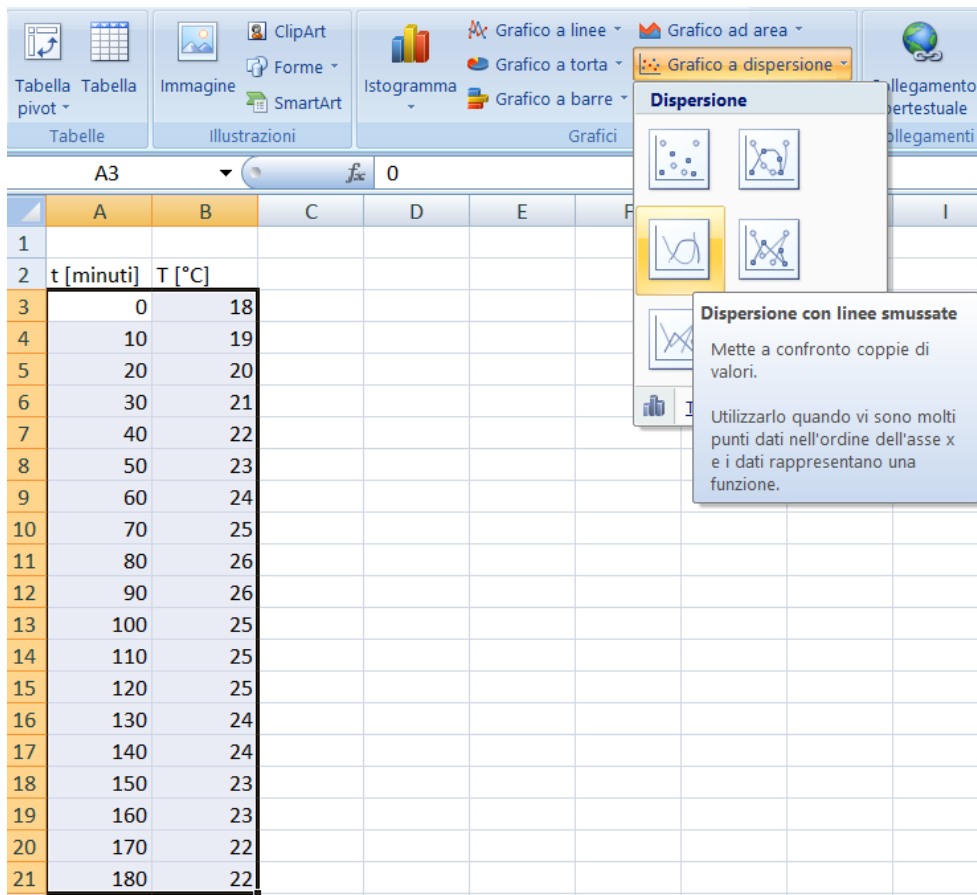 ClipArt
Forme
SmartArt
Tabella pivot
Tabella
Immagine
Istogramma
Grafico a linee
Grafico a torta
Grafico a barre
Grafico ad area
Grafico a dispersione
Tabelle
Illustrazioni
Grafici
Dispersione
A3
fx
0
A B C D E F I
1
2 t [minuti] T [°C]
3 0 18
4 10 19
5 20 20
6 30 21
7 40 22
8 50 23
9 60 24
10 70 25
11 80 26
12 90 26
13 100 25
14 110 25
15 120 25
16 130 24
17 140 24
18 150 23
19 160 23
20 170 22
21 180 22
Dispersione con linee smussate
Mette a confronto coppie di
valori.
Utilizzarlo quando vi sono molti
punti dati nell'ordine dell'asse x
e i dati rappresentano una
funzione.